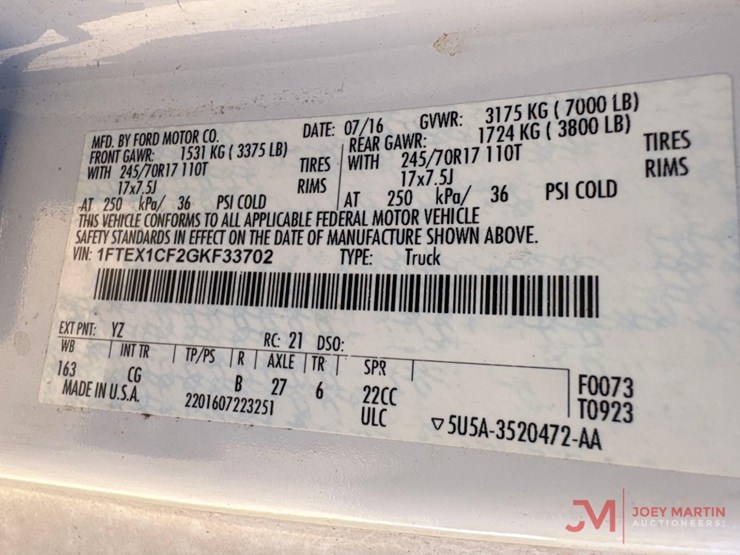 MFD. BY FORD MOTOR CO.
DATE: 07/16 GVWR: 3175 KG ( 7000 LB)
FRONT GAWR: 1531 KG ( 3375 LB)
REAR GAWR: 1724 KG ( 3800 LB)
WITH 245/70R17 110T TIRES
WITH 245/70R17 110T TIRES
17x7.5J RIMS
17x7.5J RIMS
AT 250 kPa/ 36 PSI COLD
AT 250 kPa/ 36 PSI COLD
THIS VEHICLE CONFORMS TO ALL APPLICABLE FEDERAL MOTOR VEHICLE
SAFETY STANDARDS IN EFFECT ON THE DATE OF MANUFACTURE SHOWN ABOVE.
VIN: 1FTEX1CF2GKF33702 TYPE: Truck
EXT PNT: YZ RC: 21 DSO:
WB INT TR TP/PS R AXLE TR SPR
163 CG B 27 6 22CC F0073
MADE IN U.S.A. 2201607223251 ULC T0923
▽5U5A-3520472-AA
JM JOEY MARTIN
AUCTIONEERS!